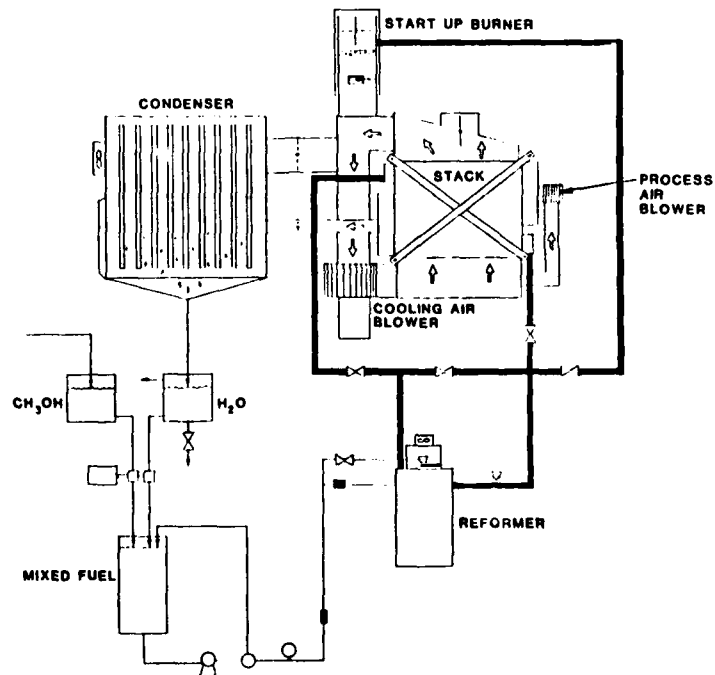 START UP BURNER
CONDENSER
STACK
PROCESS
AIR
BLOWER
COOLING AIR
BLOWER
CH₃OH
H₂O
REFORMER
MIXED FUEL